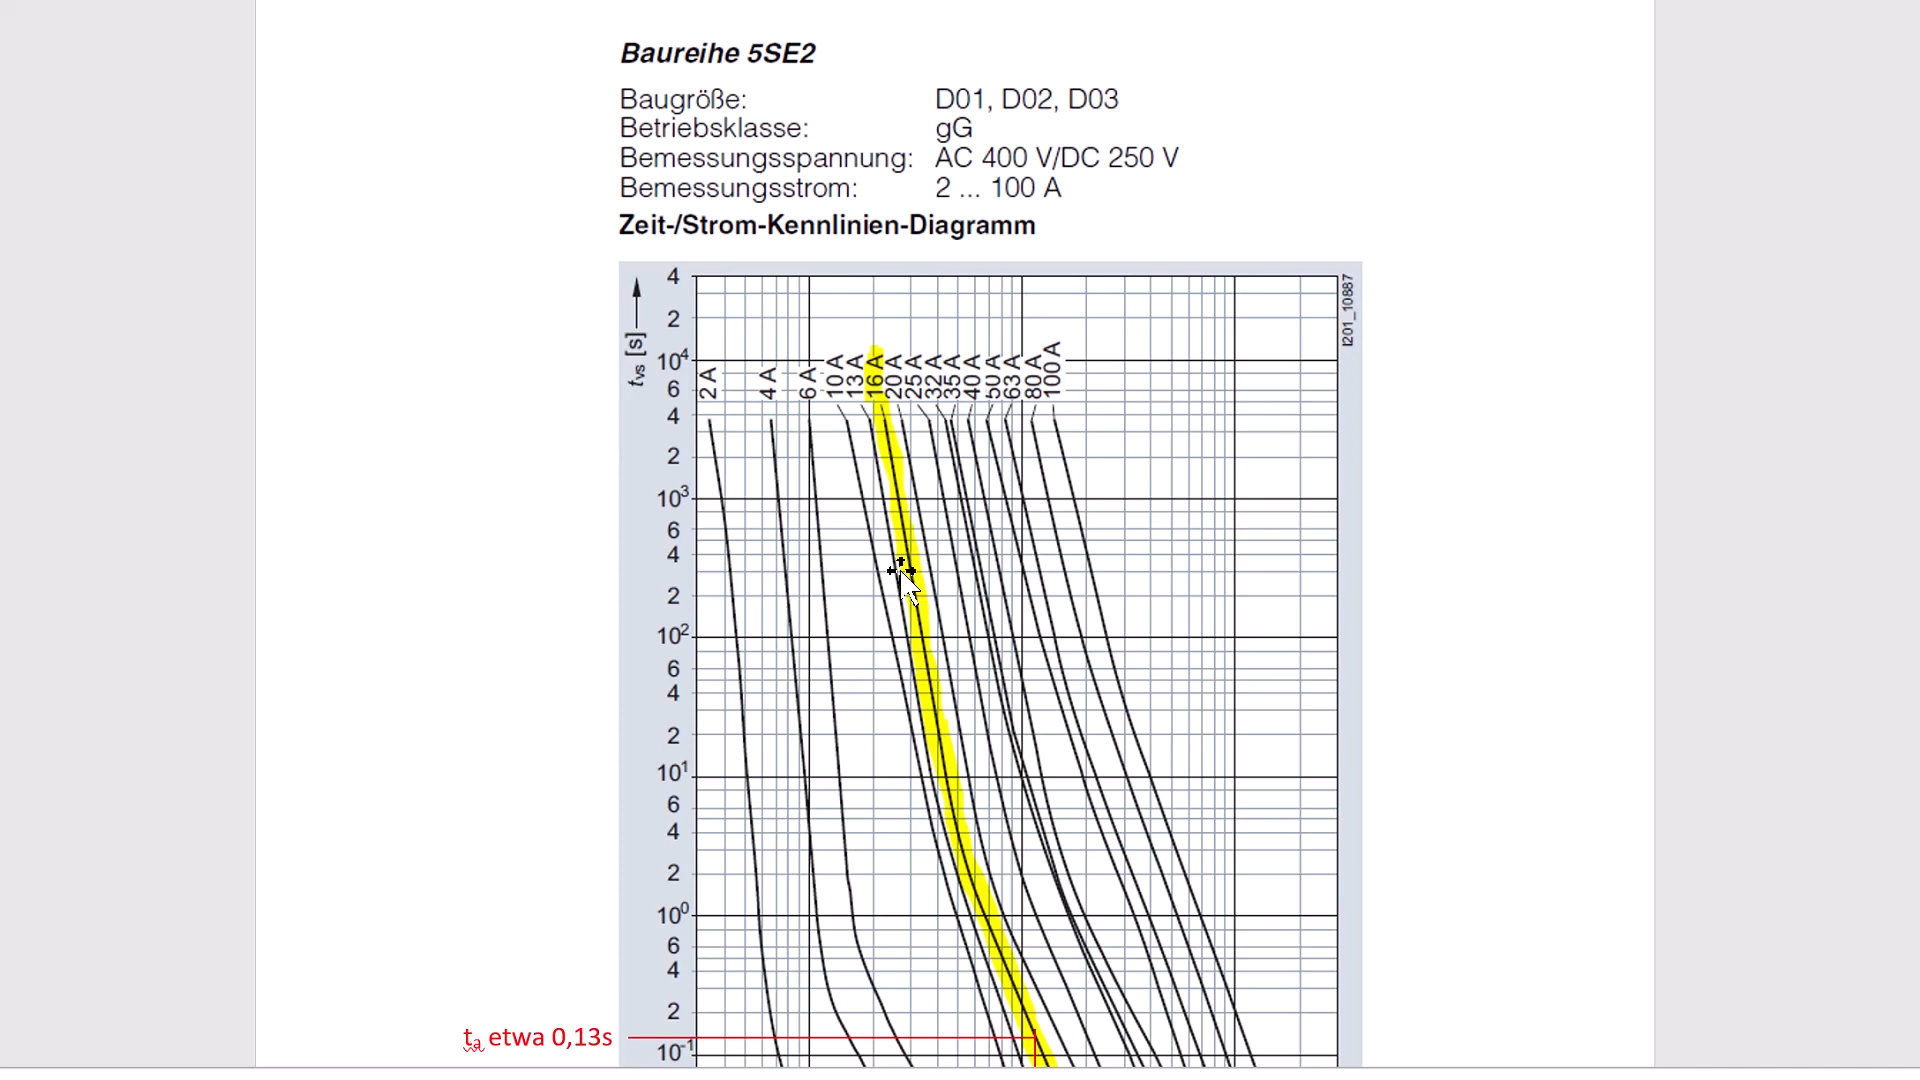 Baureihe 5SE2
Baugröße: D01, D02, D03
Betriebsklasse: gG
Bemessungsspannung: AC 400 V/DC 250 V
Bemessungsstrom: 2 ... 100 A
Zeit-/Strom-Kennlinien-Diagramm
t_vs [s]
I201_10887
4
2
10⁴
6
4
2
10³
6
4
2
10²
6
4
2
10¹
6
4
2
10⁰
6
4
2
10⁻¹
2 A
4 A
6 A
10 A
13 A
16 A
20 A
25 A
32 A
35 A
40 A
50 A
63 A
80 A
100 A
tₐ etwa 0,13s